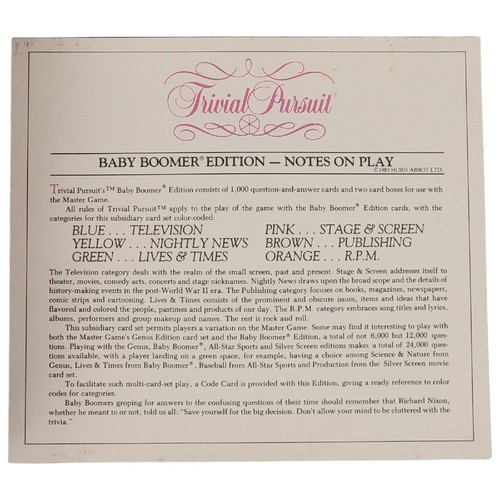 Trivial Pursuit®
BABY BOOMER® EDITION — NOTES ON PLAY
© 1983 HORN ABBOT LTD.
Trivial Pursuit's™ Baby Boomer® Edition consists of 1,000 question-and-answer cards and two card boxes for use with
the Master Game.
All rules of Trivial Pursuit™ apply to the play of the game with the Baby Boomer® Edition cards, with the
categories for this subsidiary card set color-coded:
BLUE . . . TELEVISION
YELLOW . . . NIGHTLY NEWS
GREEN . . . LIVES & TIMES
PINK . . . STAGE & SCREEN
BROWN . . . PUBLISHING
ORANGE . . . R.P.M.
The Television category deals with the realm of the small screen, past and present. Stage & Screen addresses itself to
theater, movies, comedy acts, concerts and stage nicknames. Nightly News draws upon the broad scope and the details of
history-making events in the post-World War II era. The Publishing category focuses on books, magazines, newspapers,
comic strips and cartooning. Lives & Times consists of the prominent and obscure issues, items and ideas that have
flavored and colored the people, pastimes and products of our day. The R.P.M. category embraces song titles and lyrics,
albums, performers and group makeup and names. The rest is rock and roll.
This subsidiary card set permits players a variation on the Master Game. Some may find it interesting to play with
both the Master Game's Genus Edition card set and the Baby Boomer® Edition, a total of not 6,000 but 12,000 ques-
tions. Playing with the Genus, Baby Boomer®, All-Star Sports and Silver Screen editions makes a total of 24,000 ques-
tions available, with a player landing on a green space, for example, having a choice among Science & Nature from
Genus, Lives & Times from Baby Boomer®, Baseball from All-Star Sports and Production from the Silver Screen movie
card set.
To facilitate such multi-card-set play, a Code Card is provided with this Edition, giving a ready reference to color
codes for categories.
Baby Boomers groping for answers to the confusing questions of their time should remember that Richard Nixon,
whether he meant to or not, told us all: "Save yourself for the big decision. Don't allow your mind to be cluttered with the
trivia."